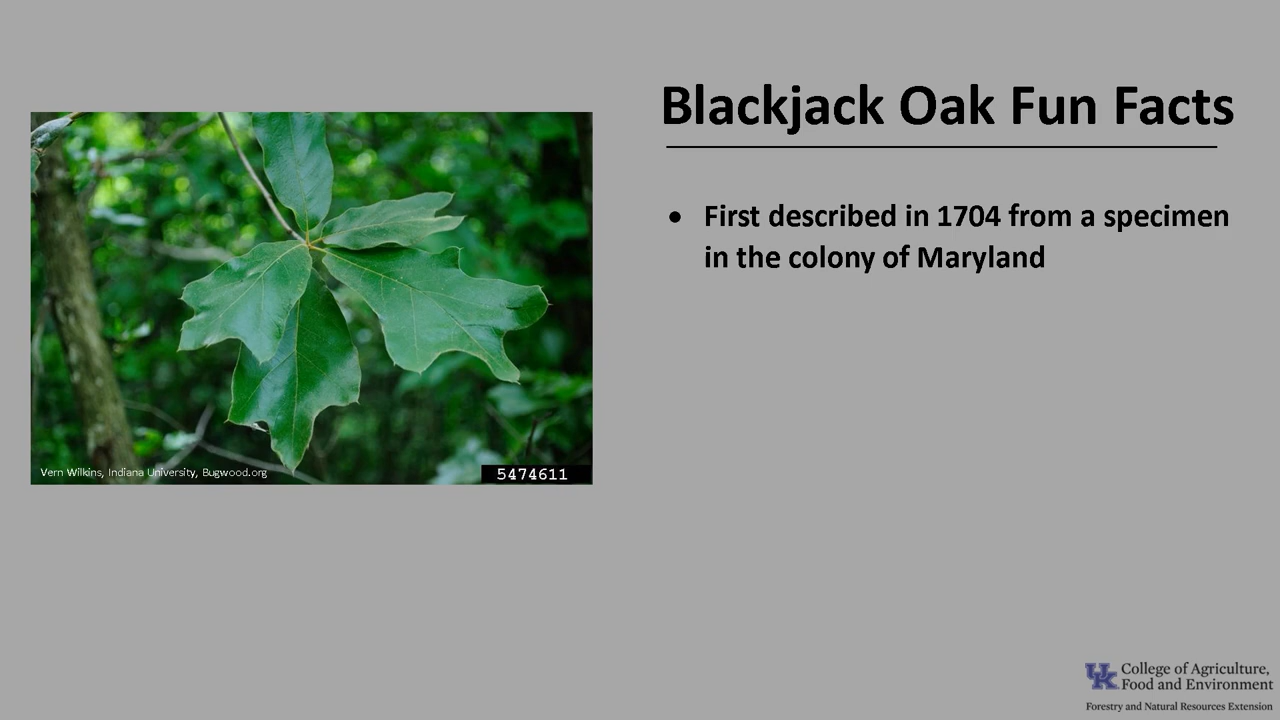 Blackjack Oak Fun Facts
• First described in 1704 from a specimen
in the colony of Maryland
Vern Wilkins, Indiana University, Bugwood.org
5474611
UK College of Agriculture,
Food and Environment
Forestry and Natural Resources Extension